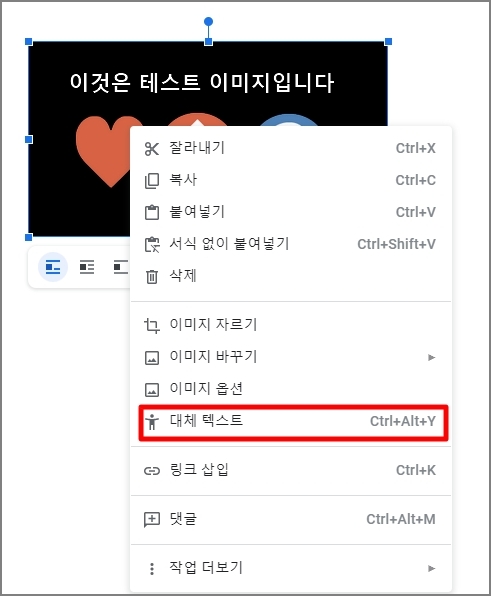 이것은 테스트 이미지입니다
잘라내기 Ctrl+X
복사 Ctrl+C
붙여넣기 Ctrl+V
서식 없이 붙여넣기 Ctrl+Shift+V
삭제
이미지 자르기
이미지 바꾸기
이미지 옵션
대체 텍스트 Ctrl+Alt+Y
링크 삽입 Ctrl+K
댓글 Ctrl+Alt+M
작업 더보기